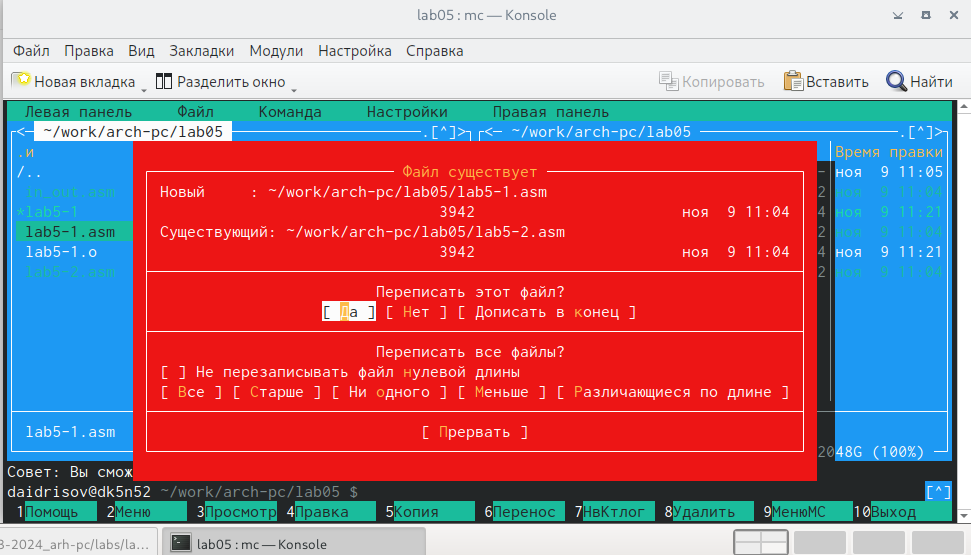 lab05 : mc — Konsole
Файл Правка Вид Закладки Модули Настройка Справка
Новая вкладка Разделить окно Копировать Вставить Найти
Левая панель Файл Команда Настройки Правая панель
<— ~/work/arch-pc/lab05 .[^]> <— ~/work/arch-pc/lab05 .[^]>
.и Время правки
/.. ноя 9 11:05
in_out.asm 2 ноя 9 11:04
*lab5-1 4 ноя 9 11:21
lab5-1.asm 2 ноя 9 11:04
lab5-1.o ноя 9 11:21
lab5-2.asm 2 ноя 9 11:04
Файл существует
Новый : ~/work/arch-pc/lab05/lab5-1.asm
3942 ноя 9 11:04
Существующий: ~/work/arch-pc/lab05/lab5-2.asm
3942 ноя 9 11:04
Переписать этот файл?
[ Да ] [ Нет ] [ Дописать в конец ]
Переписать все файлы?
[ ] Не перезаписывать файл нулевой длины
[ Все ] [ Старше ] [ Ни одного ] [ Меньше ] [ Различающиеся по длине ]
[ Прервать ]
lab5-1.asm
2048G (100%)
Совет: Вы смож
daidrisov@dk5n52 ~/work/arch-pc/lab05 $ [^]
1Помощь 2Меню 3Просмотр 4Правка 5Копия 6Перенос 7НвКтлог 8Удалить 9МенюMC 10Выход
3-2024_arh-pc/labs/la... lab05 : mc — Konsole